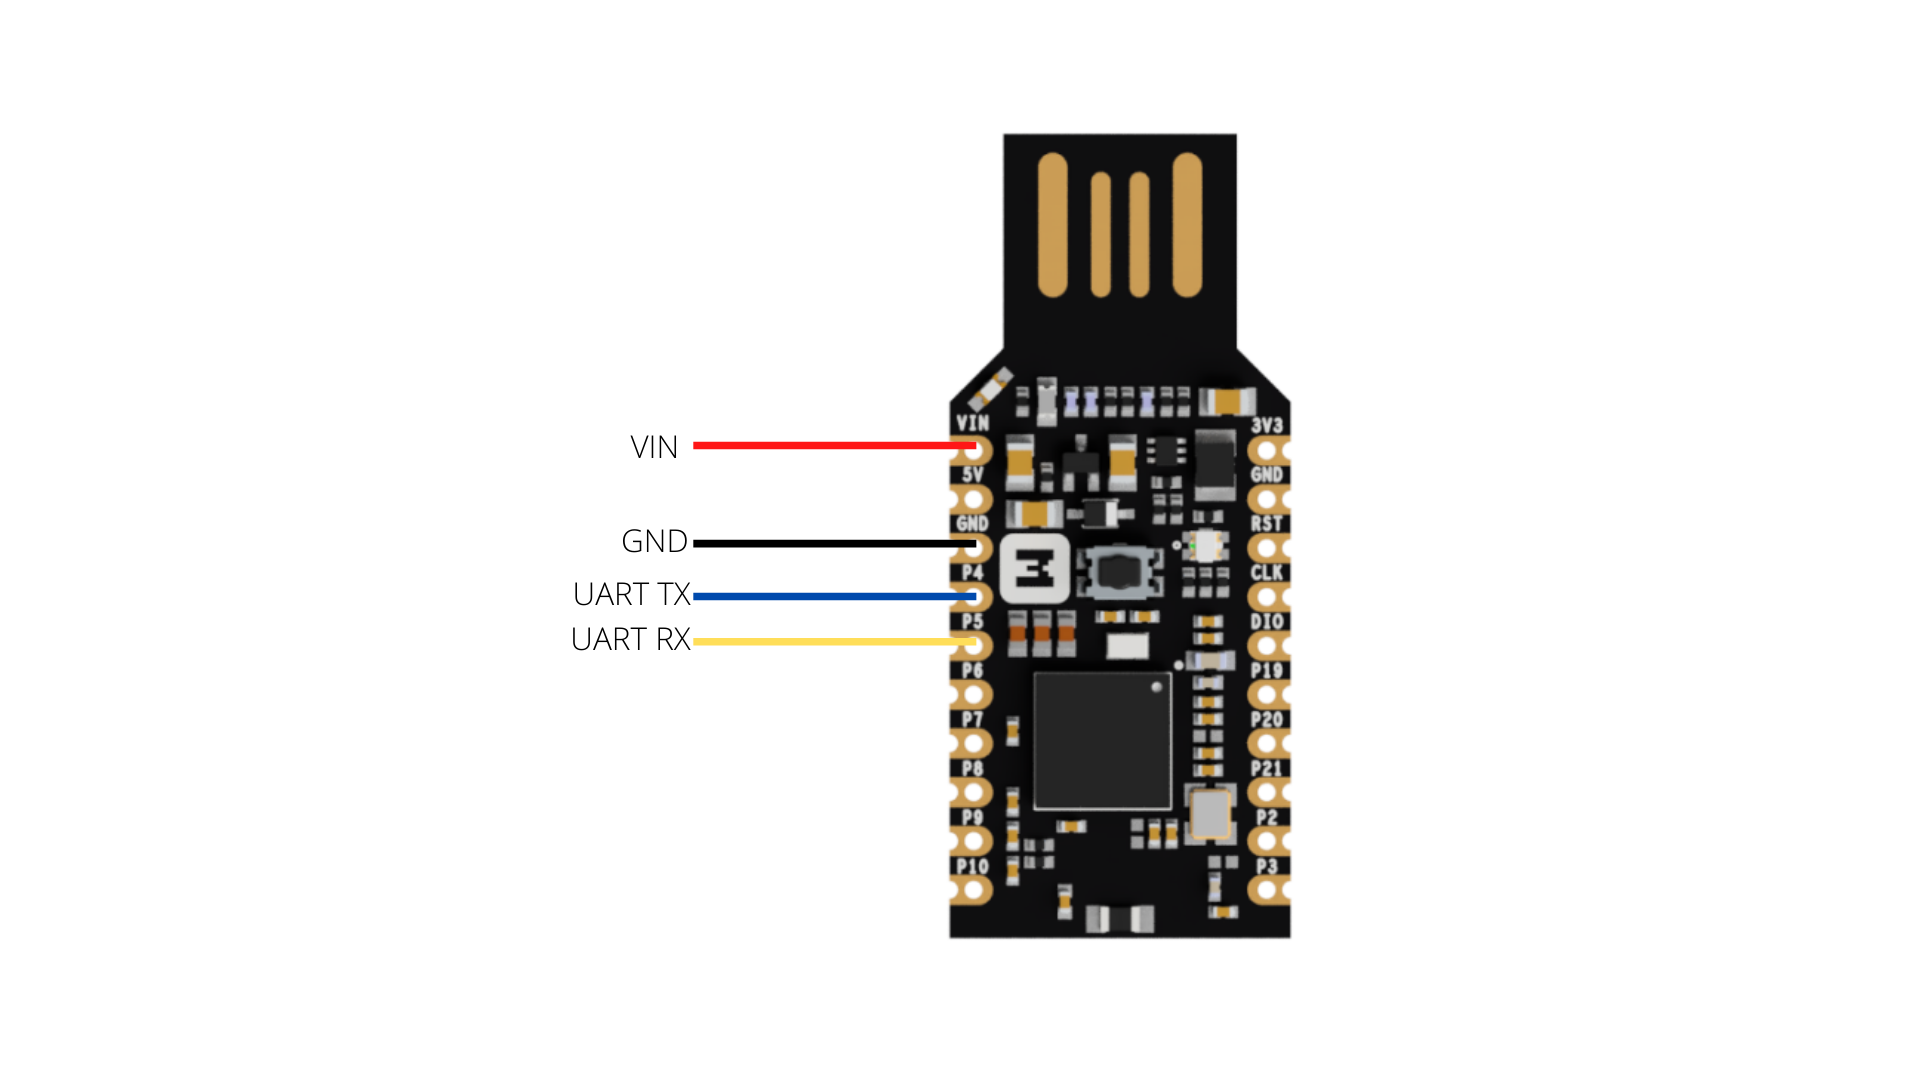 VIN
GND
UART TX
UART RX
VIN
5V
GND
P4
P5
P6
P7
P8
P9
P10
3V3
GND
RST
CLK
DIO
P19
P20
P21
P2
P3